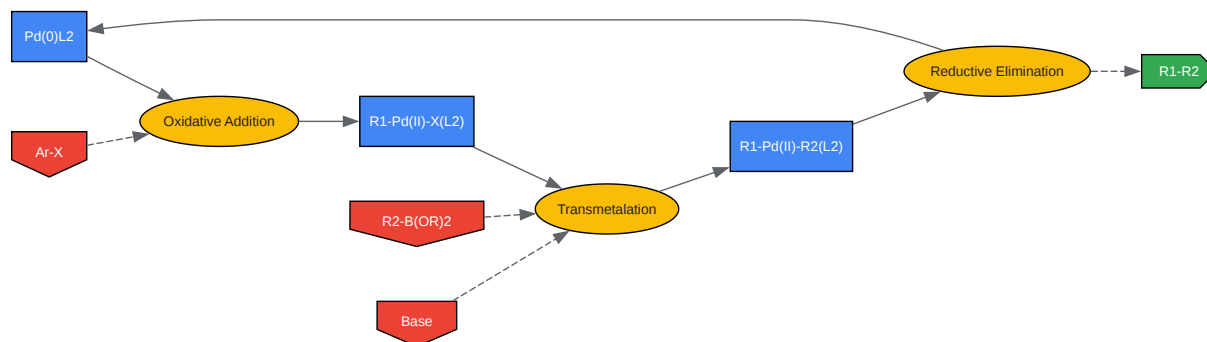 Pd(0)L2
Ar-X
Oxidative Addition
R1-Pd(II)-X(L2)
R2-B(OR)2
Base
Transmetalation
R1-Pd(II)-R2(L2)
Reductive Elimination
R1-R2